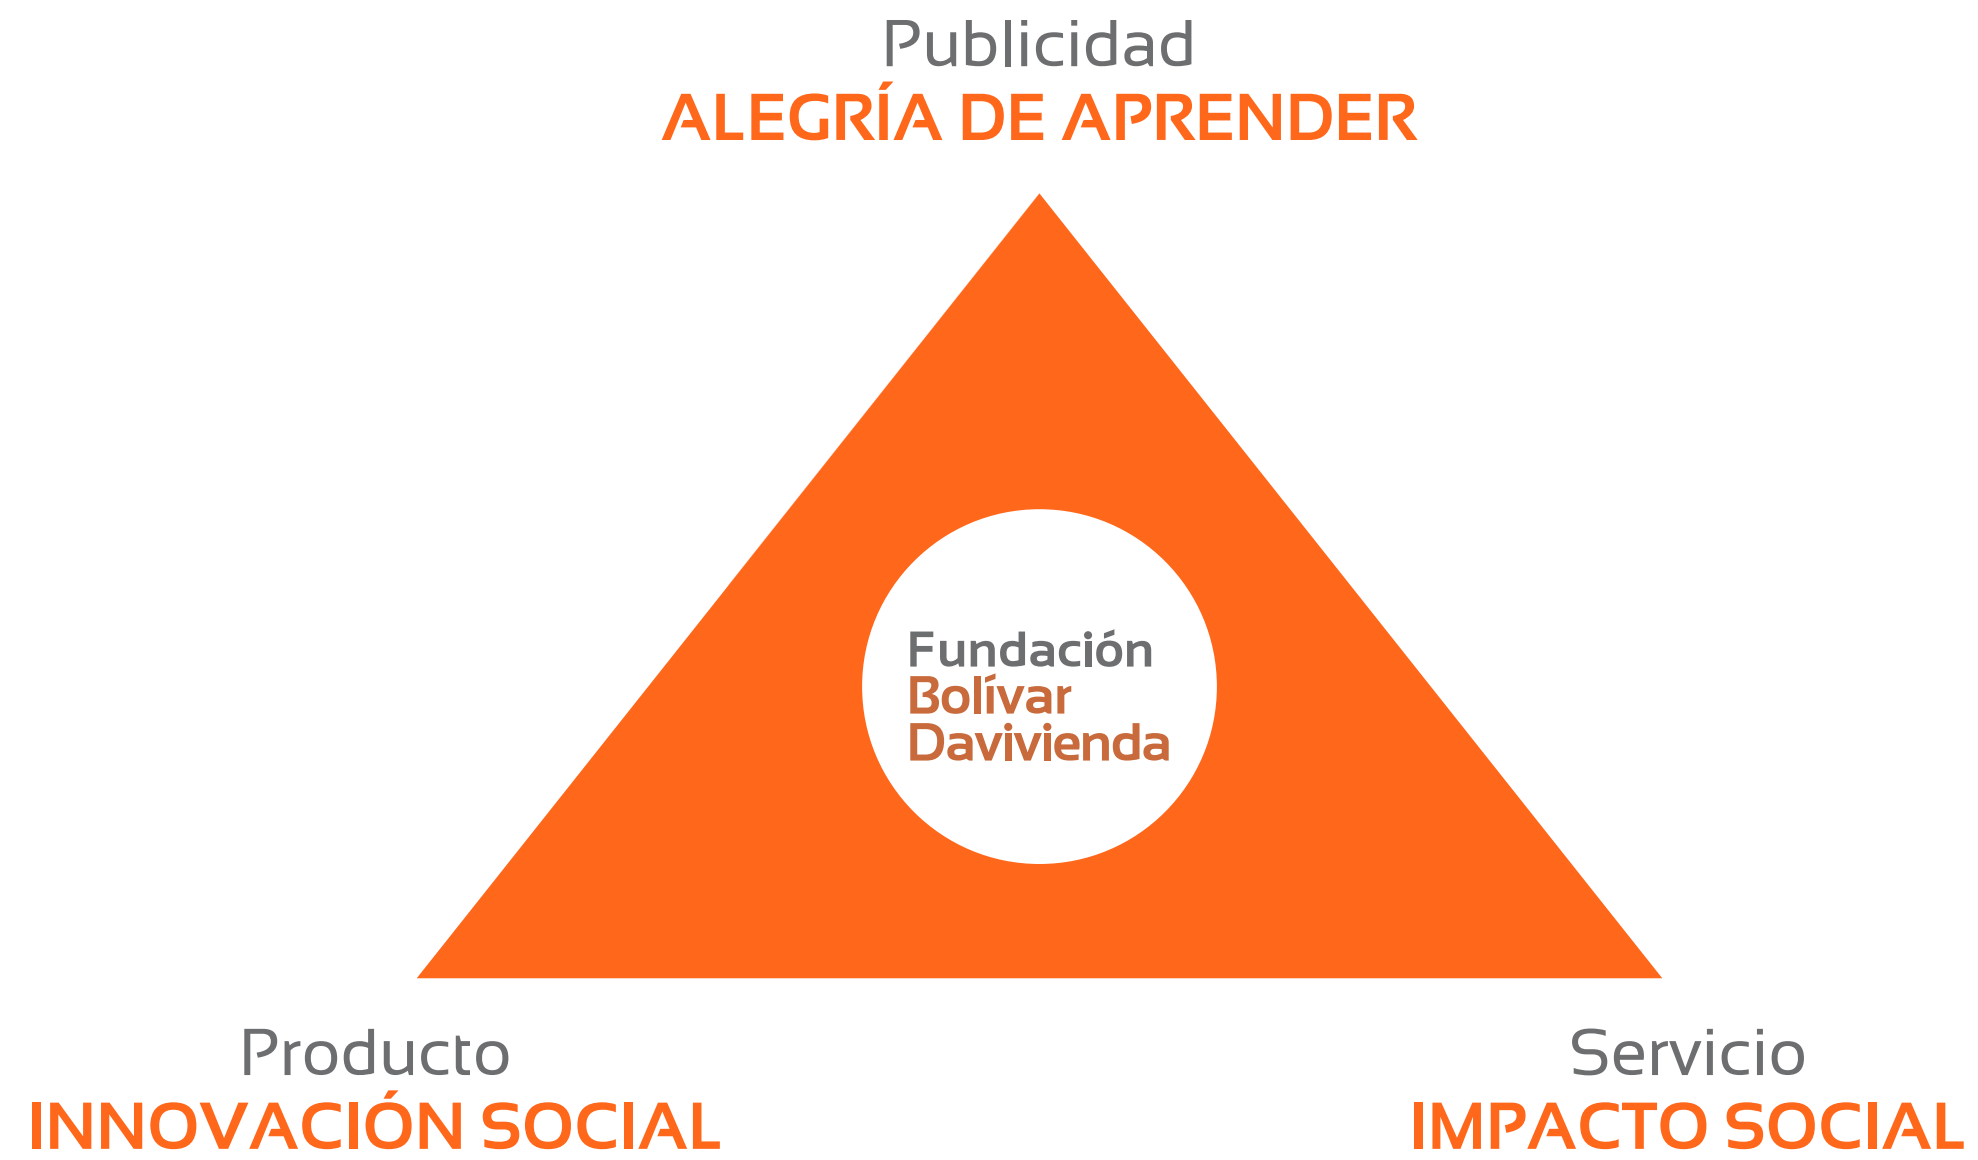 Publicidad
ALEGRÍA DE APRENDER
Fundación
Bolívar
Davivienda
Producto
INNOVACIÓN SOCIAL
Servicio
IMPACTO SOCIAL